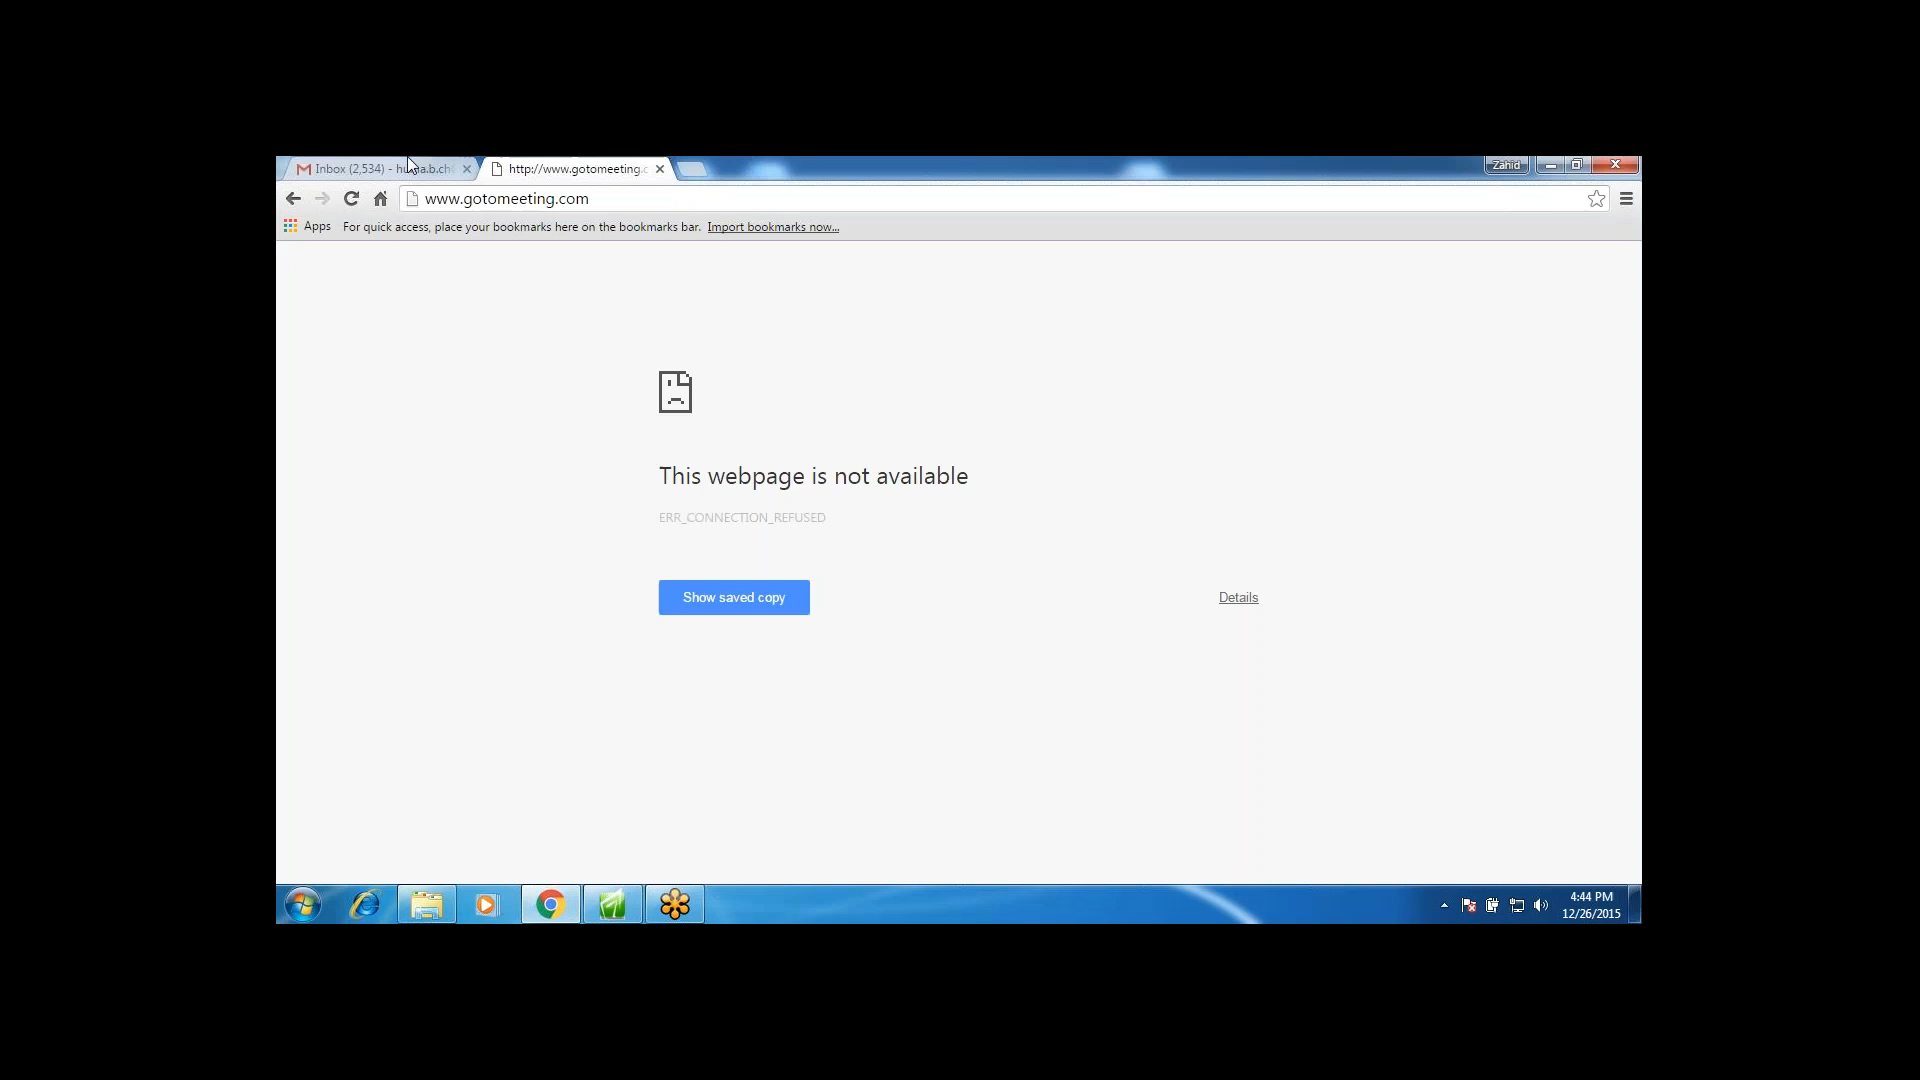 Inbox (2,534) -
http://www.gotomeeting.c
Zahid
www.gotomeeting.com
Apps
For quick access, place your bookmarks here on the bookmarks bar. Import bookmarks now...
This webpage is not available
ERR_CONNECTION_REFUSED
Show saved copy
Details
4:44 PM
12/26/2015